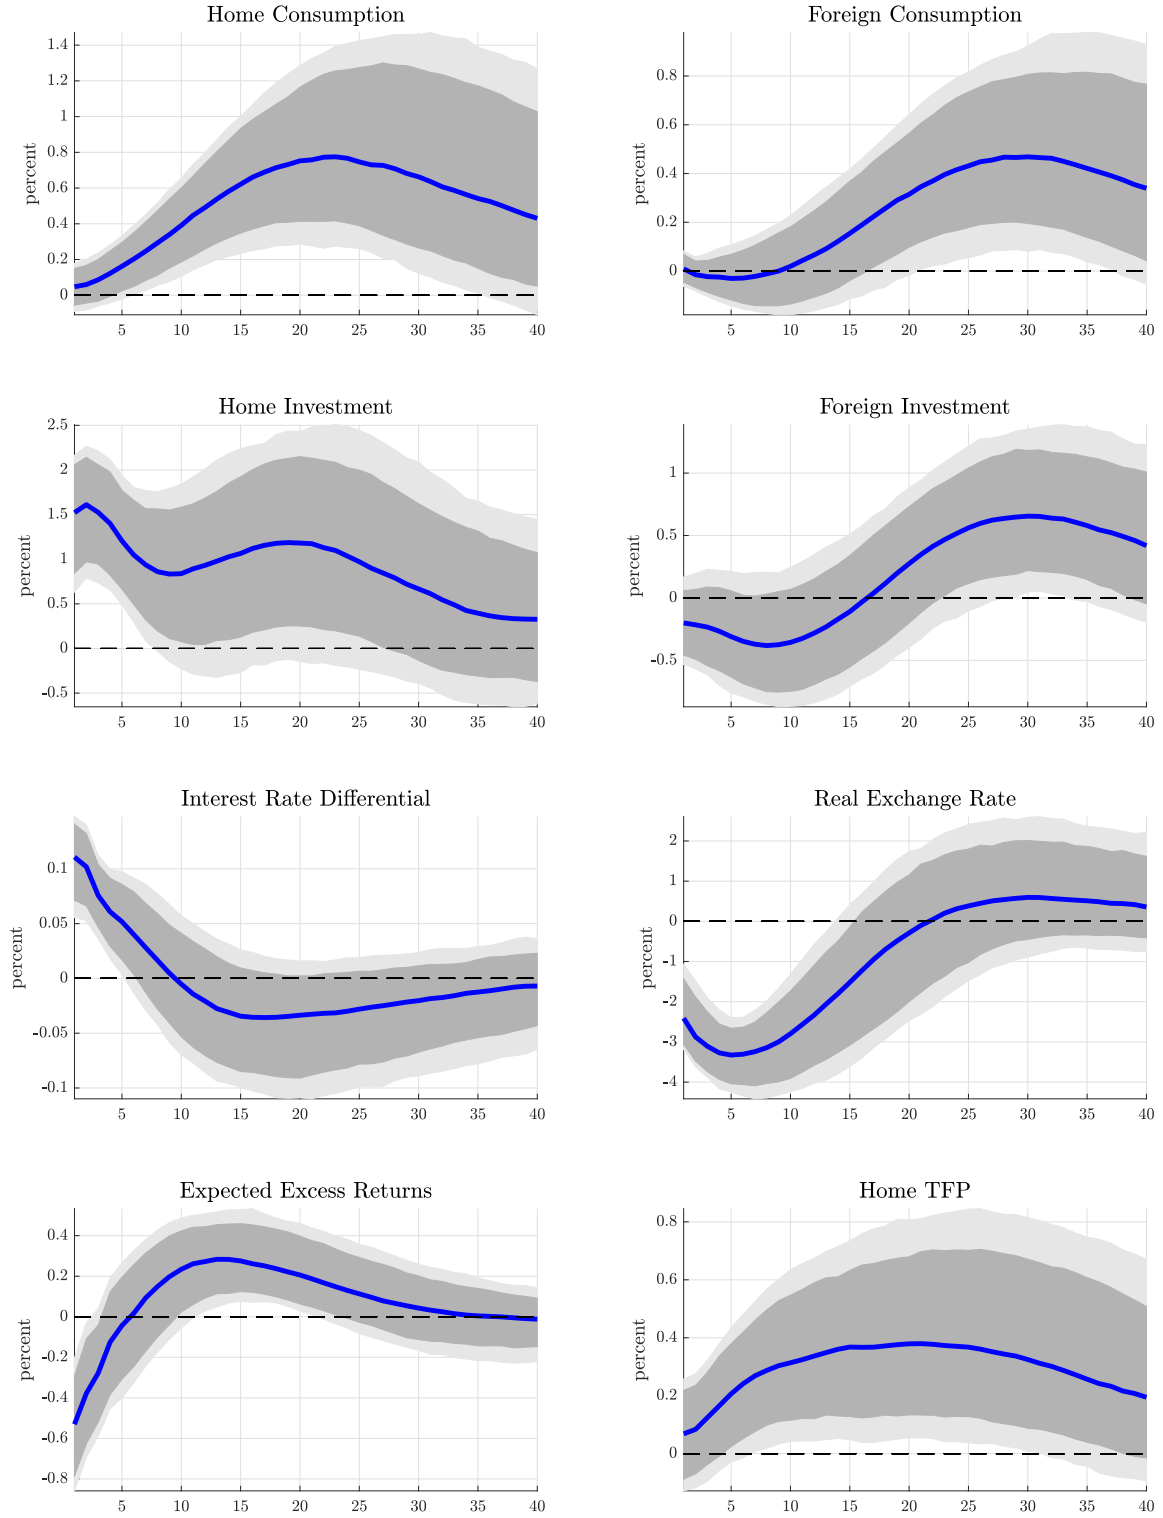 Home Consumption
percent
1.4
1.2
1
0.8
0.6
0.4
0.2
0
5 10 15 20 25 30 35 40
Foreign Consumption
percent
0.8
0.6
0.4
0.2
0
5 10 15 20 25 30 35 40
Home Investment
percent
2.5
2
1.5
1
0.5
0
-0.5
5 10 15 20 25 30 35 40
Foreign Investment
percent
1
0.5
0
-0.5
5 10 15 20 25 30 35 40
Interest Rate Differential
percent
0.1
0.05
0
-0.05
-0.1
5 10 15 20 25 30 35 40
Real Exchange Rate
percent
2
1
0
-1
-2
-3
-4
5 10 15 20 25 30 35 40
Expected Excess Returns
percent
0.4
0.2
0
-0.2
-0.4
-0.6
-0.8
5 10 15 20 25 30 35 40
Home TFP
percent
0.8
0.6
0.4
0.2
0
5 10 15 20 25 30 35 40